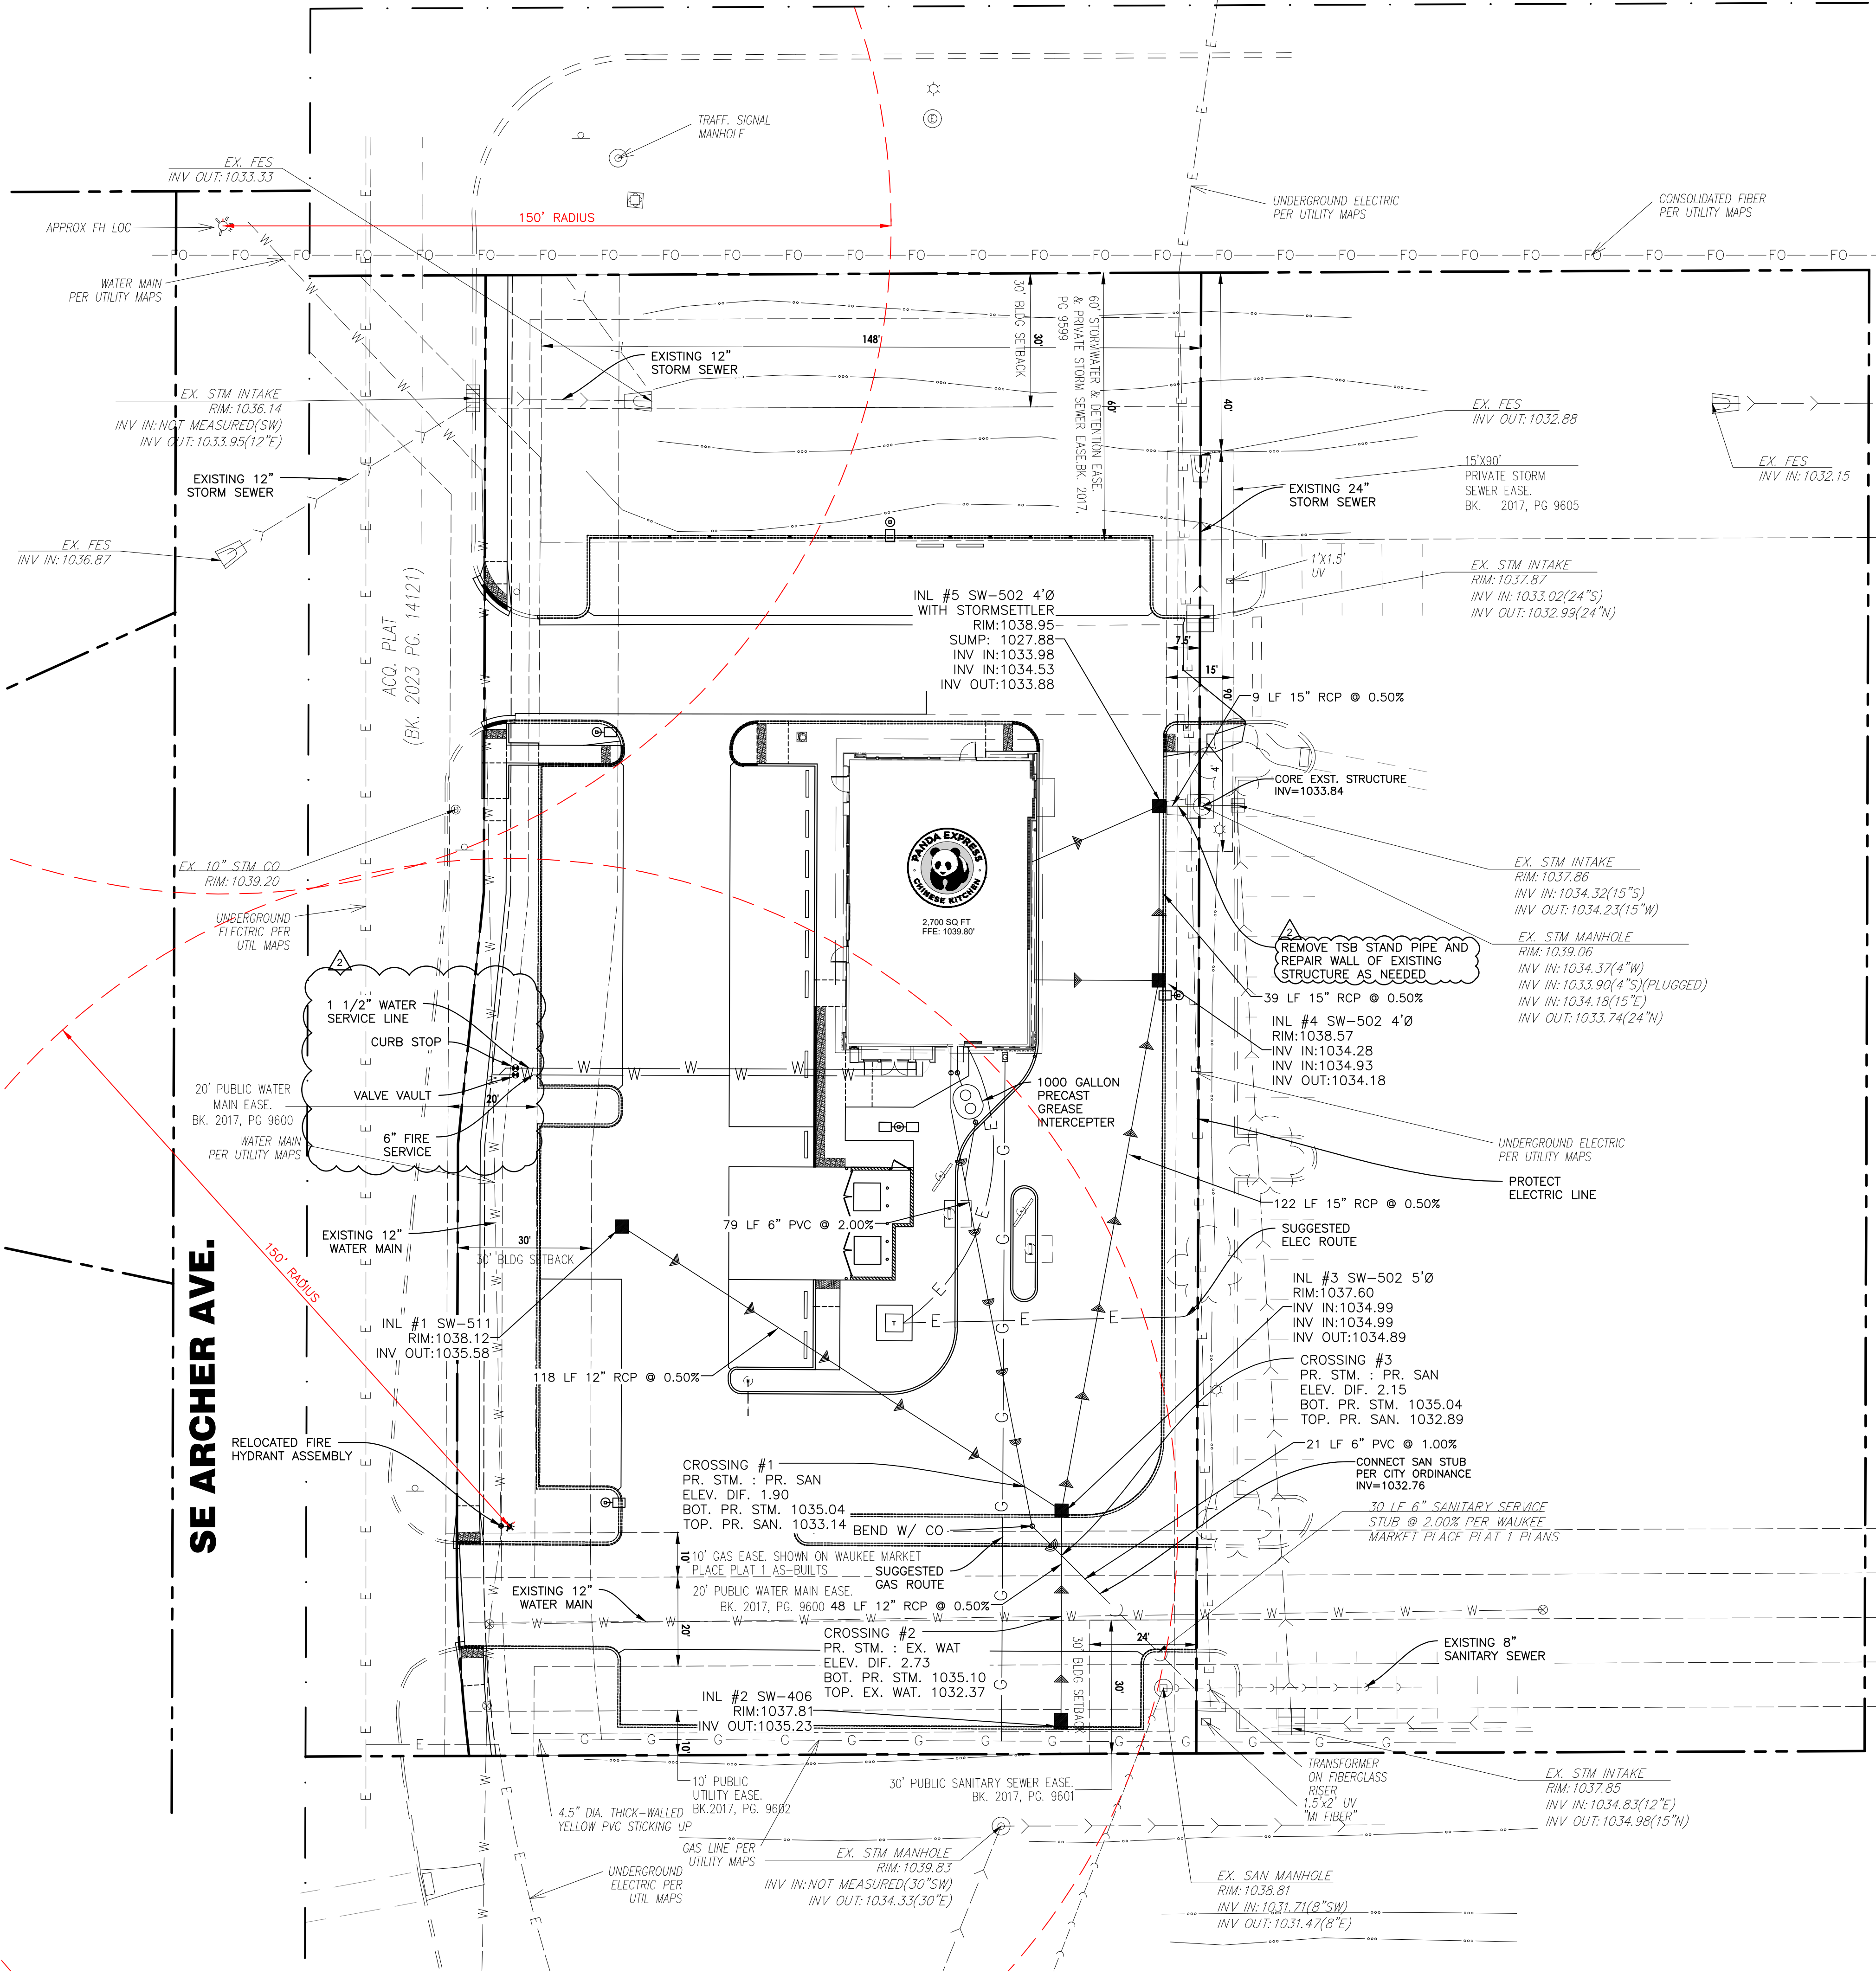 TRAFF. SIGNAL
MANHOLE
EX. FES
INV OUT:1033.33
150' RADIUS
APPROX FH LOC
UNDERGROUND ELECTRIC
PER UTILITY MAPS
CONSOLIDATED FIBER
PER UTILITY MAPS
WATER MAIN
PER UTILITY MAPS
30' BLDG SETBACK
30'
60' STORMWATER & DETENTION EASE.
& PRIVATE STORM SEWER EASE.BK. 2017,
PG 9599
60'
148'
40'
EXISTING 12"
STORM SEWER
EX. STM INTAKE
RIM:1036.14
INV IN:NOT MEASURED(SW)
INV OUT:1033.95(12"E)
EX. FES
INV OUT:1032.88
EX. FES
INV IN:1032.15
EXISTING 12"
STORM SEWER
EXISTING 24"
STORM SEWER
15'X90'
PRIVATE STORM
SEWER EASE.
BK. 2017, PG 9605
EX. FES
INV IN:1036.87
1'X1.5'
UV
EX. STM INTAKE
RIM:1037.87
INV IN:1033.02(24"S)
INV OUT:1032.99(24"N)
ACQ. PLAT
(BK. 2023 PG. 14121)
INL #5 SW-502 4'Ø
WITH STORMSETTLER
RIM:1038.95
SUMP: 1027.88
INV IN:1033.98
INV IN:1034.53
INV OUT:1033.88
7.5'
15'
90'
9 LF 15" RCP @ 0.50%
4'
CORE EXST. STRUCTURE
INV=1033.84
PANDA EXPRESS
CHINESE KITCHEN
2,700 SQ FT
FFE: 1039.80'
EX. 10" STM CO
RIM:1039.20
EX. STM INTAKE
RIM:1037.86
INV IN:1034.32(15"S)
INV OUT:1034.23(15"W)
UNDERGROUND
ELECTRIC PER
UTIL MAPS
2
REMOVE TSB STAND PIPE AND
REPAIR WALL OF EXISTING
STRUCTURE AS NEEDED
EX. STM MANHOLE
RIM:1039.06
INV IN:1034.37(4"W)
INV IN:1033.90(4"S)(PLUGGED)
INV IN:1034.18(15"E)
INV OUT:1033.74(24"N)
2
1 1/2" WATER
SERVICE LINE
CURB STOP
VALVE VAULT
6" FIRE
SERVICE
39 LF 15" RCP @ 0.50%
INL #4 SW-502 4'Ø
RIM:1038.57
INV IN:1034.28
INV IN:1034.93
INV OUT:1034.18
20' PUBLIC WATER
MAIN EASE.
BK. 2017, PG 9600
20'
1000 GALLON
PRECAST
GREASE
INTERCEPTER
WATER MAIN
PER UTILITY MAPS
UNDERGROUND ELECTRIC
PER UTILITY MAPS
PROTECT
ELECTRIC LINE
122 LF 15" RCP @ 0.50%
79 LF 6" PVC @ 2.00%
SUGGESTED
ELEC ROUTE
EXISTING 12"
WATER MAIN
30'
30' BLDG SETBACK
SE ARCHER AVE.
150' RADIUS
INL #3 SW-502 5'Ø
RIM:1037.60
INV IN:1034.99
INV IN:1034.99
INV OUT:1034.89
INL #1 SW-511
RIM:1038.12
INV OUT:1035.58
T
118 LF 12" RCP @ 0.50%
CROSSING #3
PR. STM. : PR. SAN
ELEV. DIF. 2.15
BOT. PR. STM. 1035.04
TOP. PR. SAN. 1032.89
RELOCATED FIRE
HYDRANT ASSEMBLY
21 LF 6" PVC @ 1.00%
CONNECT SAN STUB
PER CITY ORDINANCE
INV=1032.76
CROSSING #1
PR. STM. : PR. SAN
ELEV. DIF. 1.90
BOT. PR. STM. 1035.04
TOP. PR. SAN. 1033.14
BEND W/ CO
30 LF 6" SANITARY SERVICE
STUB @ 2.00% PER WAUKEE
MARKET PLACE PLAT 1 PLANS
10'
10' GAS EASE. SHOWN ON WAUKEE MARKET
PLACE PLAT 1 AS-BUILTS
SUGGESTED
GAS ROUTE
EXISTING 12"
WATER MAIN
20' PUBLIC WATER MAIN EASE.
BK. 2017, PG. 9600
48 LF 12" RCP @ 0.50%
20'
CROSSING #2
PR. STM. : EX. WAT
ELEV. DIF. 2.73
BOT. PR. STM. 1035.10
TOP. EX. WAT. 1032.37
24'
30' BLDG SETBACK
30'
EXISTING 8"
SANITARY SEWER
INL #2 SW-406
RIM:1037.81
INV OUT:1035.23
10'
10' PUBLIC
UTILITY EASE.
BK.2017, PG. 9602
30' PUBLIC SANITARY SEWER EASE.
BK. 2017, PG. 9601
TRANSFORMER
ON FIBERGLASS
RISER
1.5'x2' UV
"MI FIBER"
EX. STM INTAKE
RIM:1037.85
INV IN:1034.83(12"E)
INV OUT:1034.98(15"N)
4.5" DIA. THICK-WALLED
YELLOW PVC STICKING UP
GAS LINE PER
UTILITY MAPS
EX. STM MANHOLE
RIM:1039.83
INV IN:NOT MEASURED(30"SW)
INV OUT:1034.33(30"E)
UNDERGROUND
ELECTRIC PER
UTIL MAPS
EX. SAN MANHOLE
RIM:1038.81
INV IN:1031.71(8"SW)
INV OUT:1031.47(8"E)